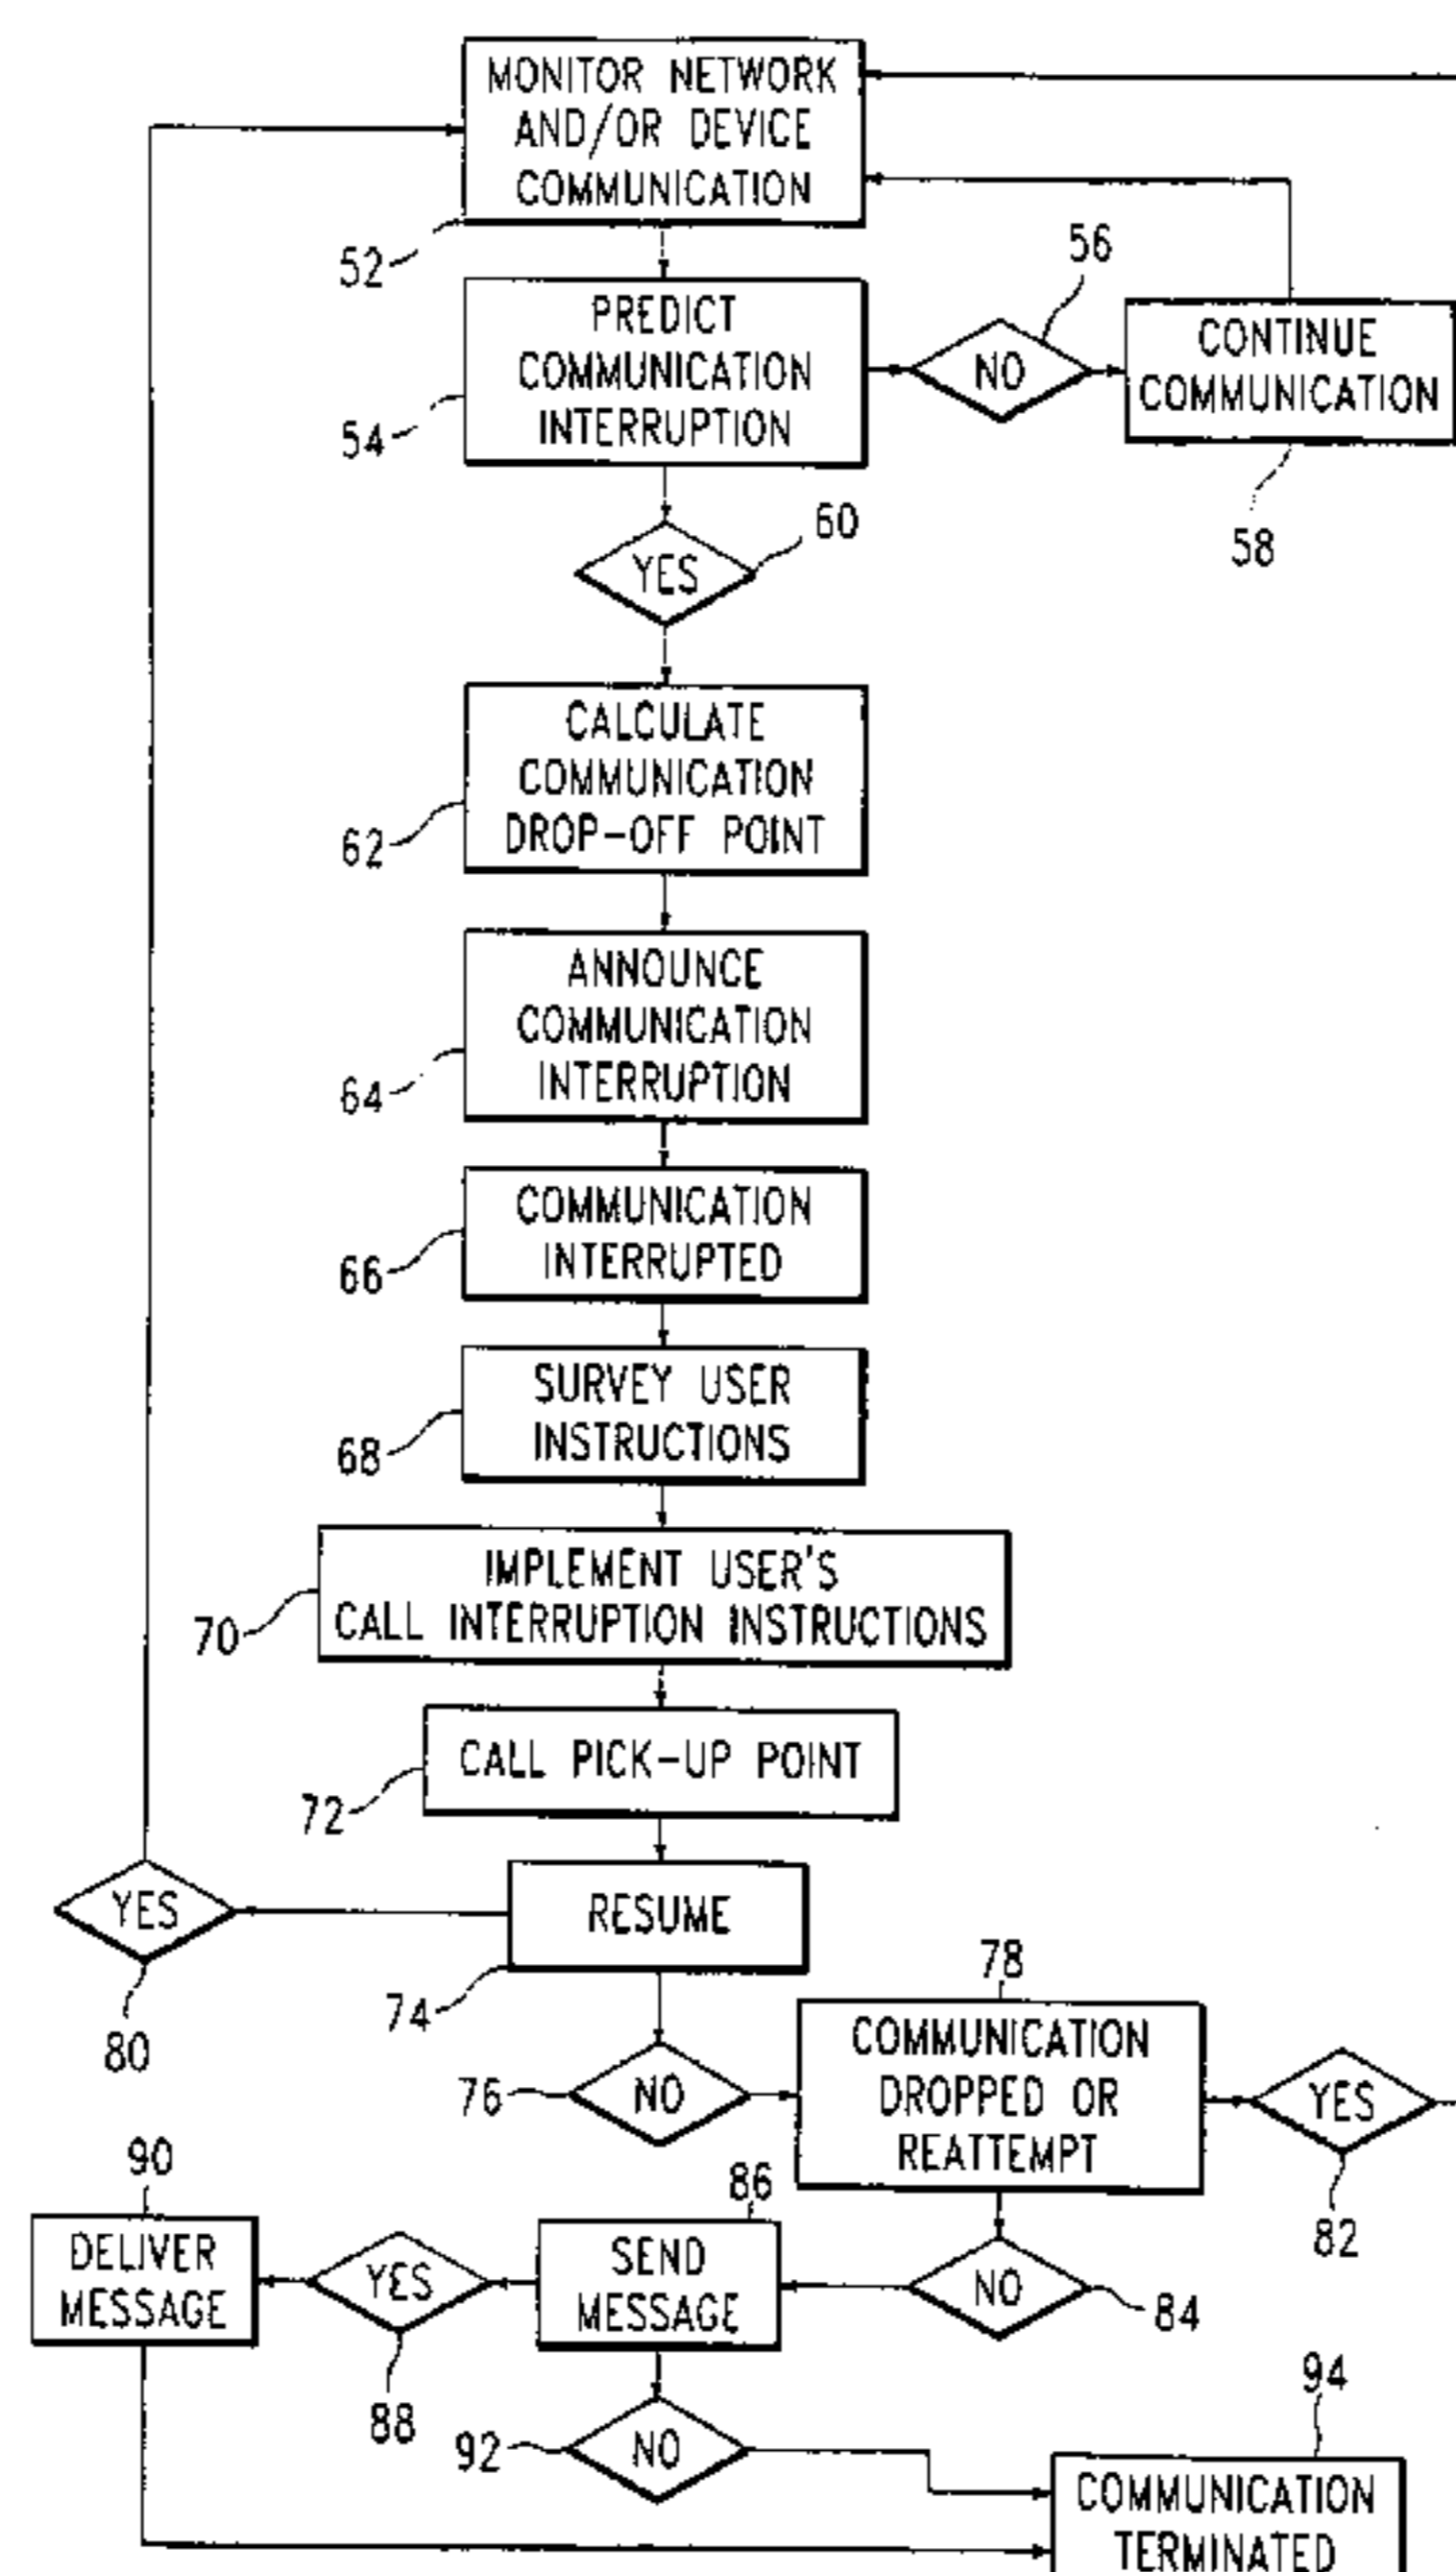 MONITOR NETWORK
AND/OR DEVICE
COMMUNICATION
52
PREDICT
COMMUNICATION
INTERRUPTION
54
NO
56
CONTINUE
COMMUNICATION
58
YES
60
CALCULATE
COMMUNICATION
DROP-OFF POINT
62
ANNOUNCE
COMMUNICATION
INTERRUPTION
64
COMMUNICATION
INTERRUPTED
66
SURVEY USER
INSTRUCTIONS
68
IMPLEMENT USER'S
CALL INTERRUPTION INSTRUCTIONS
70
CALL PICK-UP POINT
72
RESUME
74
YES
80
NO
76
78
COMMUNICATION
DROPPED OR
REATTEMPT
YES
82
NO
84
86
SEND
MESSAGE
YES
88
90
DELIVER
MESSAGE
NO
92
94
COMMUNICATION
TERMINATED